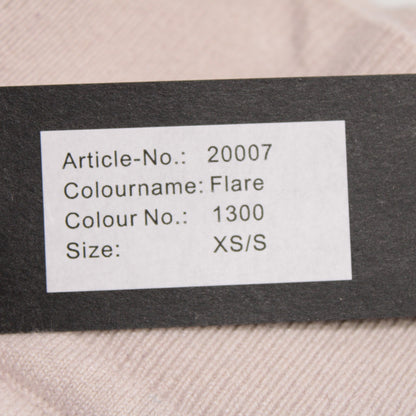 Article-No.: 20007
Colourname: Flare
Colour No.: 1300
Size: XS/S